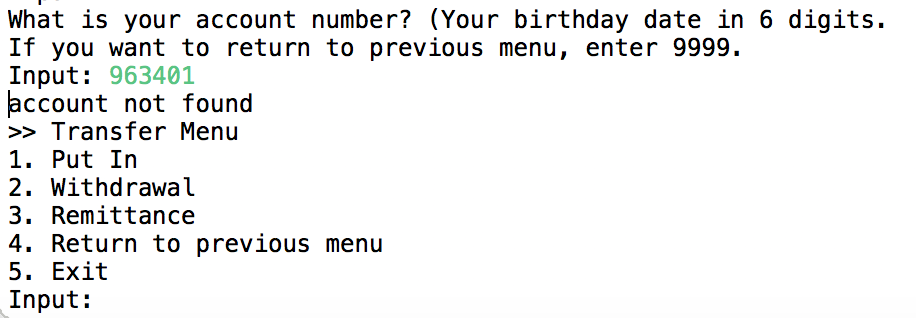 What is your account number? (Your birthday date in 6 digits.
If you want to return to previous menu, enter 9999.
Input: 963401
account not found
>> Transfer Menu
1. Put In
2. Withdrawal
3. Remittance
4. Return to previous menu
5. Exit
Input: